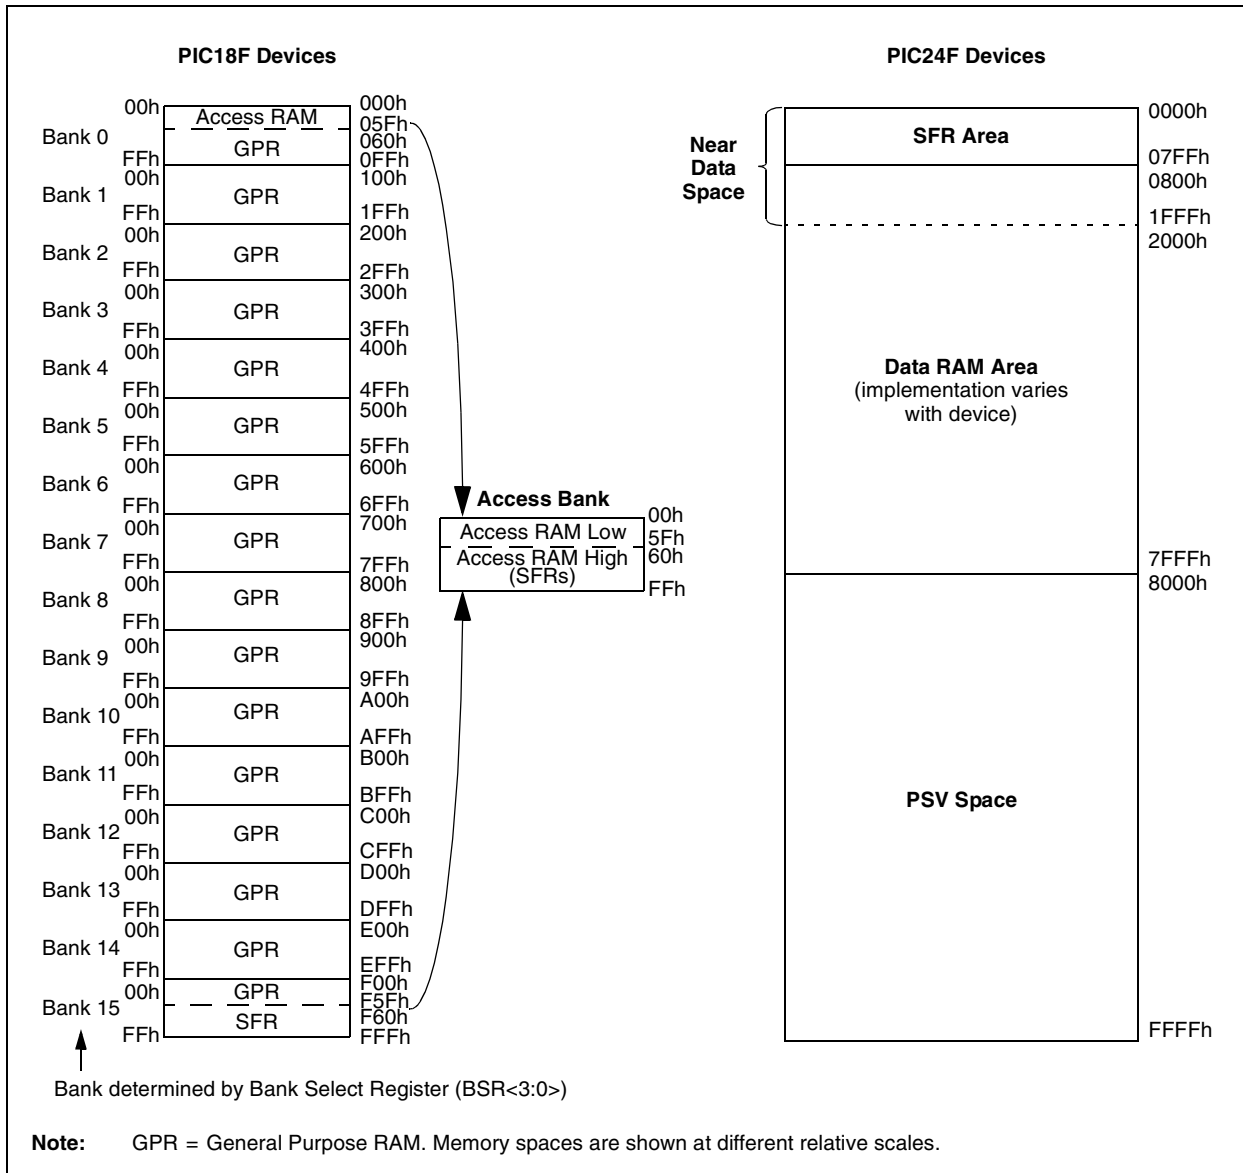 PIC18F Devices
00h
000h
Access RAM
05Fh
Bank 0
060h
GPR
FFh
0FFh
00h
100h
Bank 1
GPR
FFh
1FFh
00h
200h
Bank 2
GPR
FFh
2FFh
00h
300h
Bank 3
GPR
FFh
3FFh
00h
400h
Bank 4
GPR
FFh
4FFh
00h
500h
Bank 5
GPR
FFh
5FFh
00h
600h
Bank 6
GPR
FFh
6FFh
00h
700h
Bank 7
GPR
FFh
7FFh
00h
800h
Bank 8
GPR
FFh
8FFh
00h
900h
Bank 9
GPR
FFh
9FFh
00h
A00h
Bank 10
GPR
FFh
AFFh
00h
B00h
Bank 11
GPR
FFh
BFFh
00h
C00h
Bank 12
GPR
FFh
CFFh
00h
D00h
Bank 13
GPR
FFh
DFFh
00h
E00h
Bank 14
GPR
FFh
EFFh
00h
F00h
GPR
F5Fh
Bank 15
F60h
SFR
FFh
FFFh
Bank determined by Bank Select Register (BSR<3:0>)
Access Bank
00h
Access RAM Low
5Fh
60h
Access RAM High
(SFRs)
FFh
PIC24F Devices
0000h
SFR Area
Near
Data
Space
07FFh
0800h
1FFFh
2000h
Data RAM Area
(implementation varies
with device)
7FFFh
8000h
PSV Space
FFFFh
Note: GPR = General Purpose RAM. Memory spaces are shown at different relative scales.